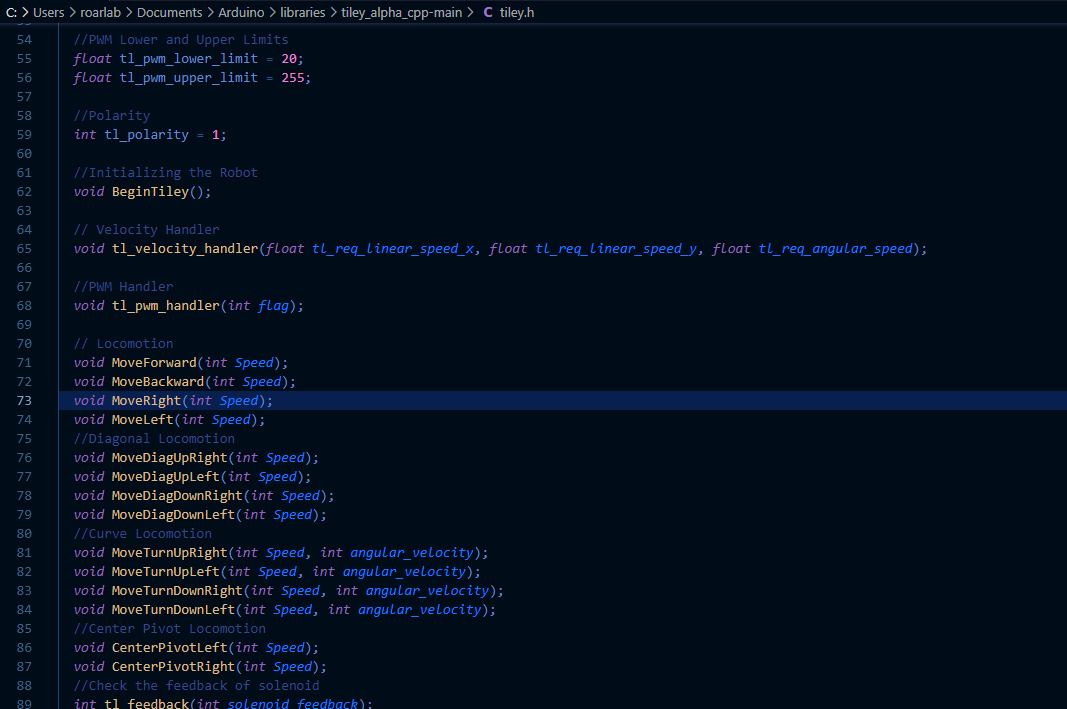 C: > Users > roarlab > Documents > Arduino > libraries > tiley_alpha_cpp-main > C tiley.h
54 //PWM Lower and Upper Limits
55 float tl_pwm_lower_limit = 20;
56 float tl_pwm_upper_limit = 255;
57
58 //Polarity
59 int tl_polarity = 1;
60
61 //Initializing the Robot
62 void BeginTiley();
63
64 // Velocity Handler
65 void tl_velocity_handler(float tl_req_linear_speed_x, float tl_req_linear_speed_y, float tl_req_angular_speed);
66
67 //PWM Handler
68 void tl_pwm_handler(int flag);
69
70 // Locomotion
71 void MoveForward(int Speed);
72 void MoveBackward(int Speed);
73 void MoveRight(int Speed);
74 void MoveLeft(int Speed);
75 //Diagonal Locomotion
76 void MoveDiagUpRight(int Speed);
77 void MoveDiagUpLeft(int Speed);
78 void MoveDiagDownRight(int Speed);
79 void MoveDiagDownLeft(int Speed);
80 //Curve Locomotion
81 void MoveTurnUpRight(int Speed, int angular_velocity);
82 void MoveTurnUpLeft(int Speed, int angular_velocity);
83 void MoveTurnDownRight(int Speed, int angular_velocity);
84 void MoveTurnDownLeft(int Speed, int angular_velocity);
85 //Center Pivot Locomotion
86 void CenterPivotLeft(int Speed);
87 void CenterPivotRight(int Speed);
88 //Check the feedback of solenoid
89 int tl_feedback(int solenoid_feedback);